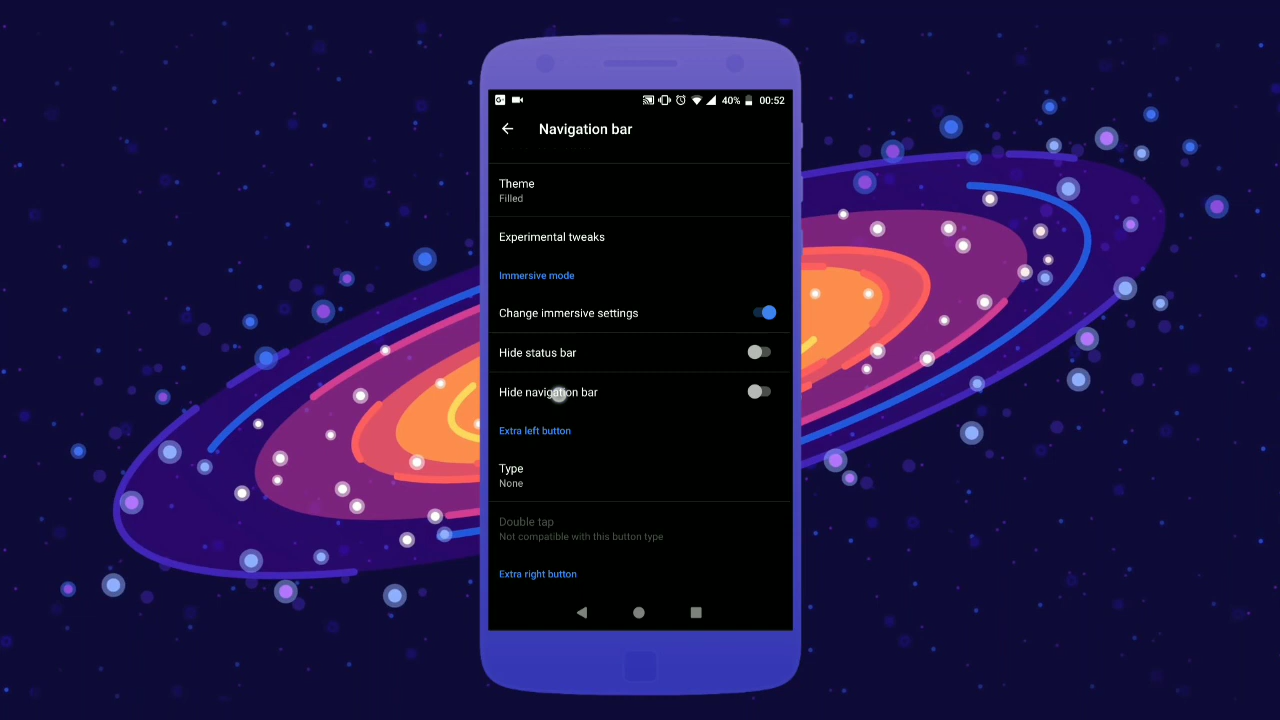 G+
40% 00:52
Navigation bar
Theme
Filled
Experimental tweaks
Immersive mode
Change immersive settings
Hide status bar
Hide navigation bar
Extra left button
Type
None
Double tap
Not compatible with this button type
Extra right button